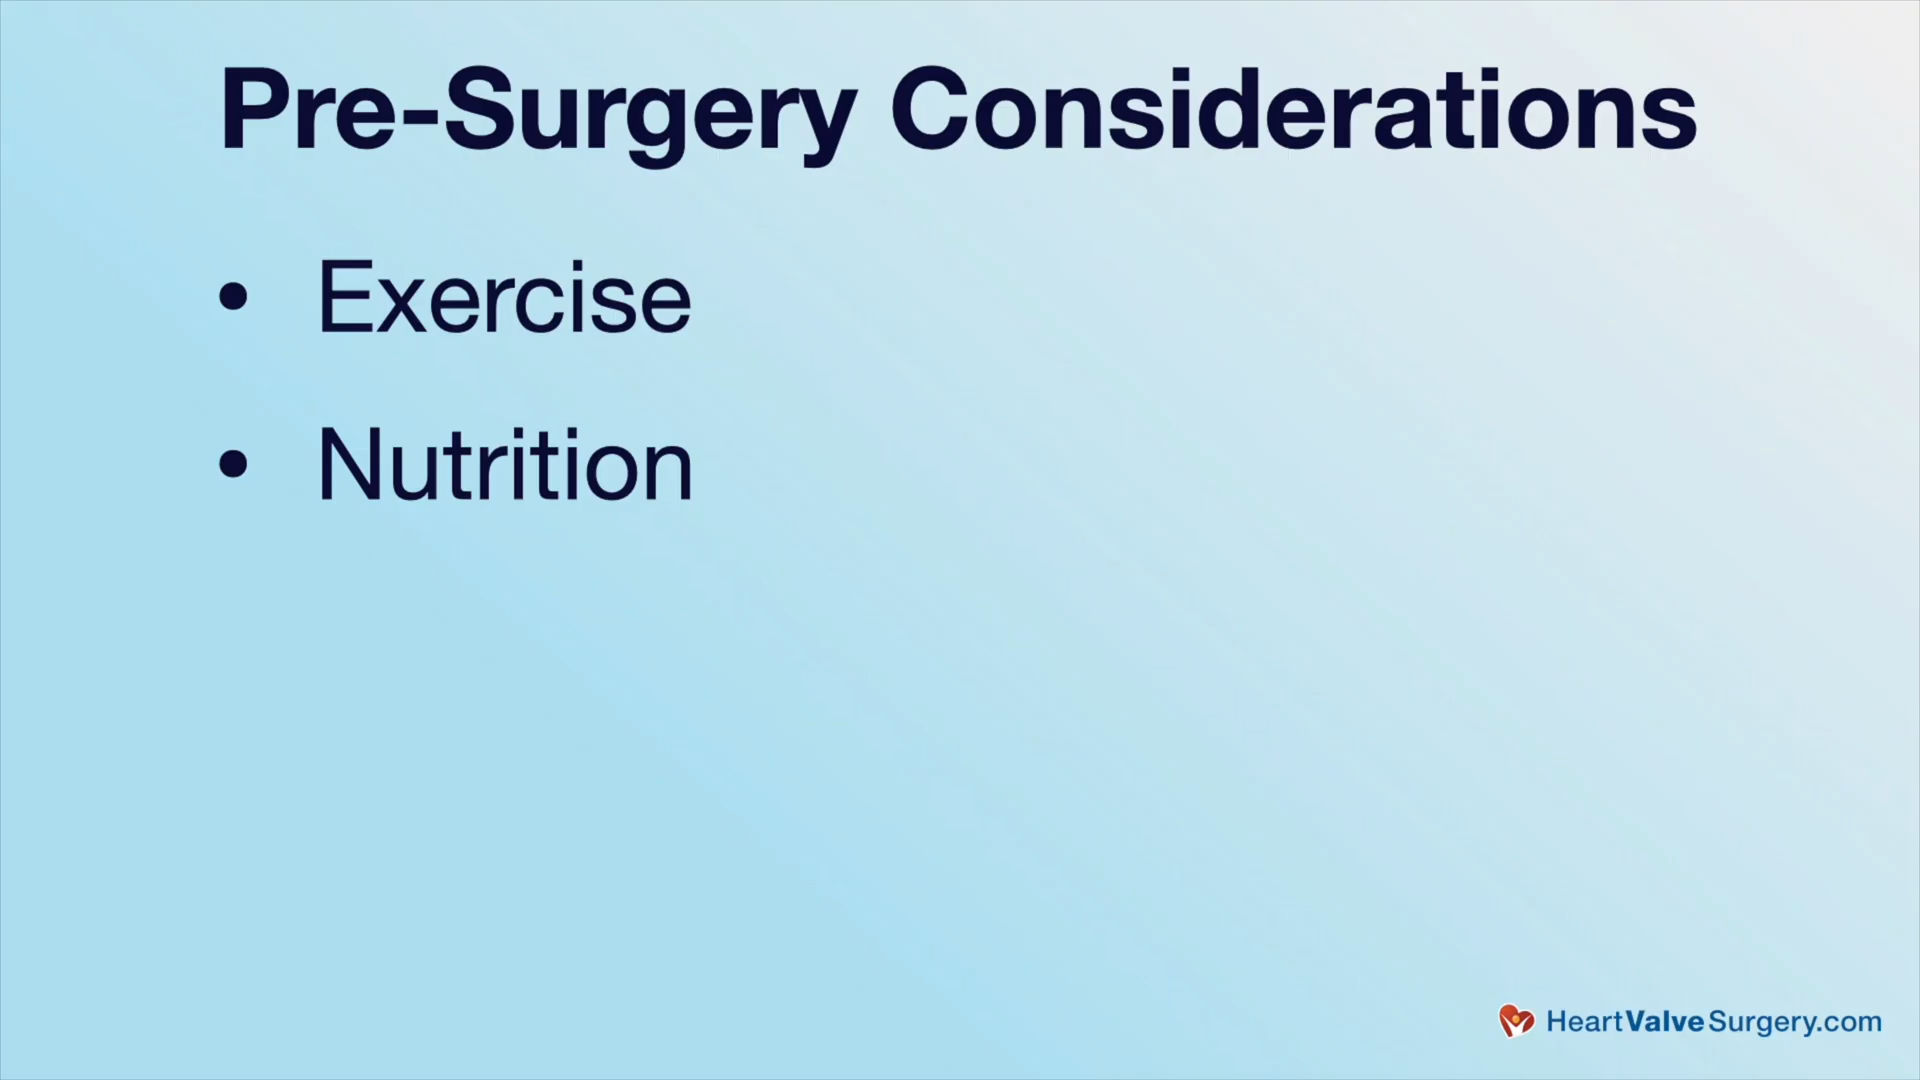 Pre-Surgery Considerations
• Exercise
• Nutrition
HeartValveSurgery.com